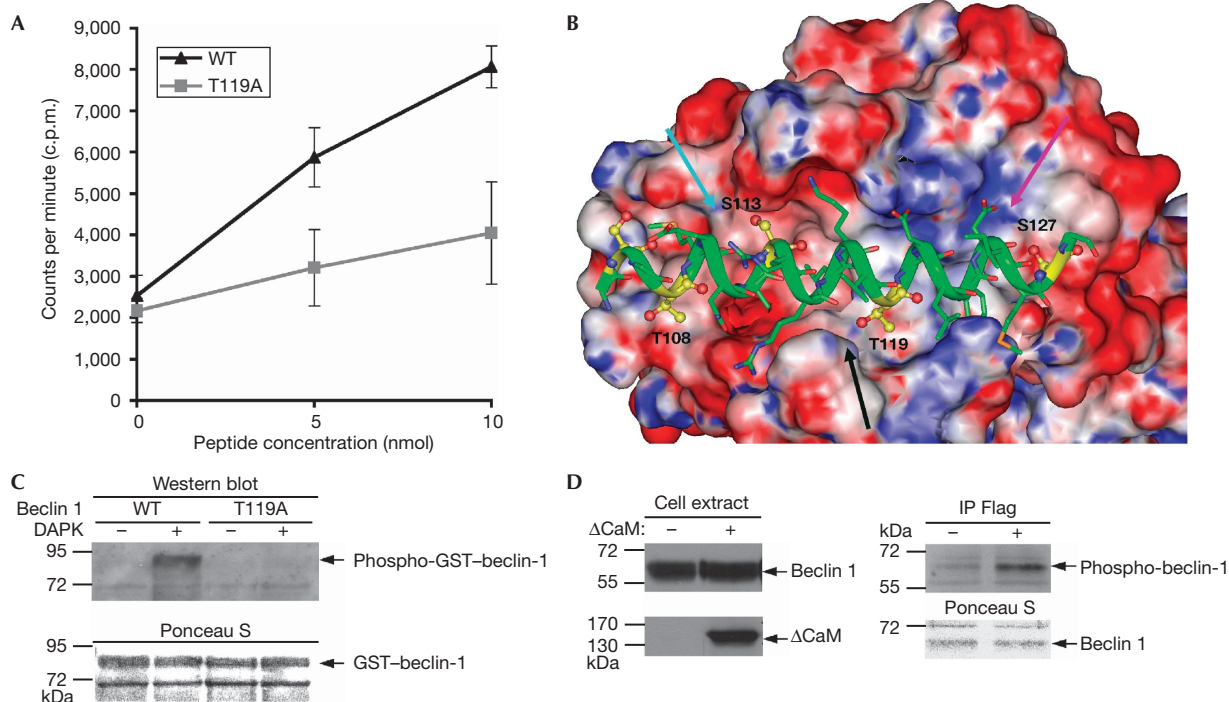 A
9,000
8,000
7,000
6,000
5,000
4,000
3,000
2,000
1,000
0
Counts per minute (c.p.m.)
WT
T119A
0
5
10
Peptide concentration (nmol)
B
S113
S127
T108
T119
C
Western blot
Beclin 1
WT
T119A
DAPK
– + – +
95
72
Phospho-GST–beclin-1
Ponceau S
95
72
kDa
GST–beclin-1
D
Cell extract
ΔCaM: – +
72
55
Beclin 1
170
130
kDa
ΔCaM
IP Flag
kDa – +
72
55
Phospho-beclin-1
Ponceau S
72
Beclin 1